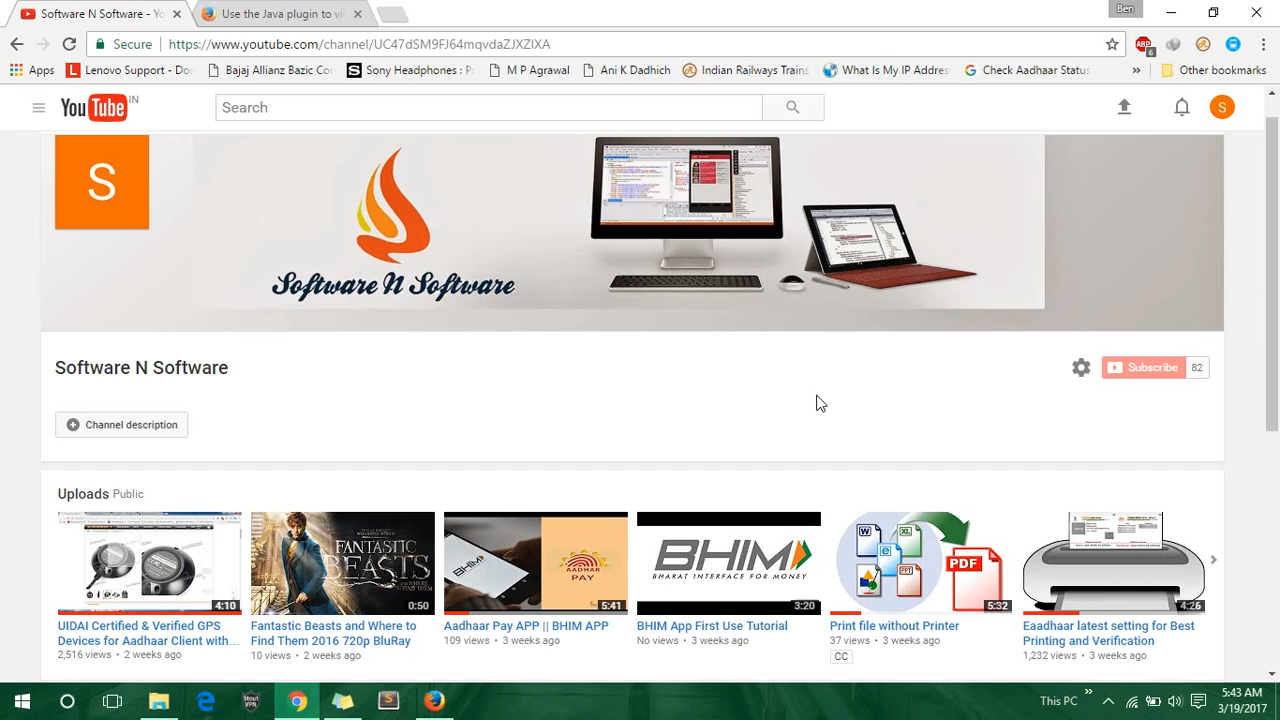 Software N Software - Yo
Use the Java plugin to vi
Ben
Secure
https://www.youtube.com/channel/UC47dSM9FJ64mqvdaZJXZIXA
6
Apps
Lenovo Support - Do
Bajaj Allianz Bazic Co
Sony Headphones : P
M P Agrawal
Ani K Dadhich
Indian Railways Trains
What Is My IP Addres
Check Aadhaar Status
»
Other bookmarks
YouTube IN
Search
S
S
Software N Software
Software N Software
Subscribe 82
Channel description
Uploads Public
4:10
FANTASTIC
BEASTS
AND WHERE
TO FIND THEM
0:50
AADHAR
PAY
5:41
BHIM
BHARAT INTERFACE FOR MONEY
3:20
PDF
5:32
4:26
UIDAI Certified & Verified GPS
Devices for Aadhaar Client with...
2,516 views • 2 weeks ago
Fantastic Beasts and Where to
Find Them 2016 720p BluRay
10 views • 2 weeks ago
Aadhaar Pay APP || BHIM APP
109 views • 3 weeks ago
BHIM App First Use Tutorial
No views • 3 weeks ago
Print file without Printer
37 views • 3 weeks ago
CC
Eaadhaar latest setting for Best
Printing and Verification
1,232 views • 3 weeks ago
This PC
»
5:43 AM
3/19/2017